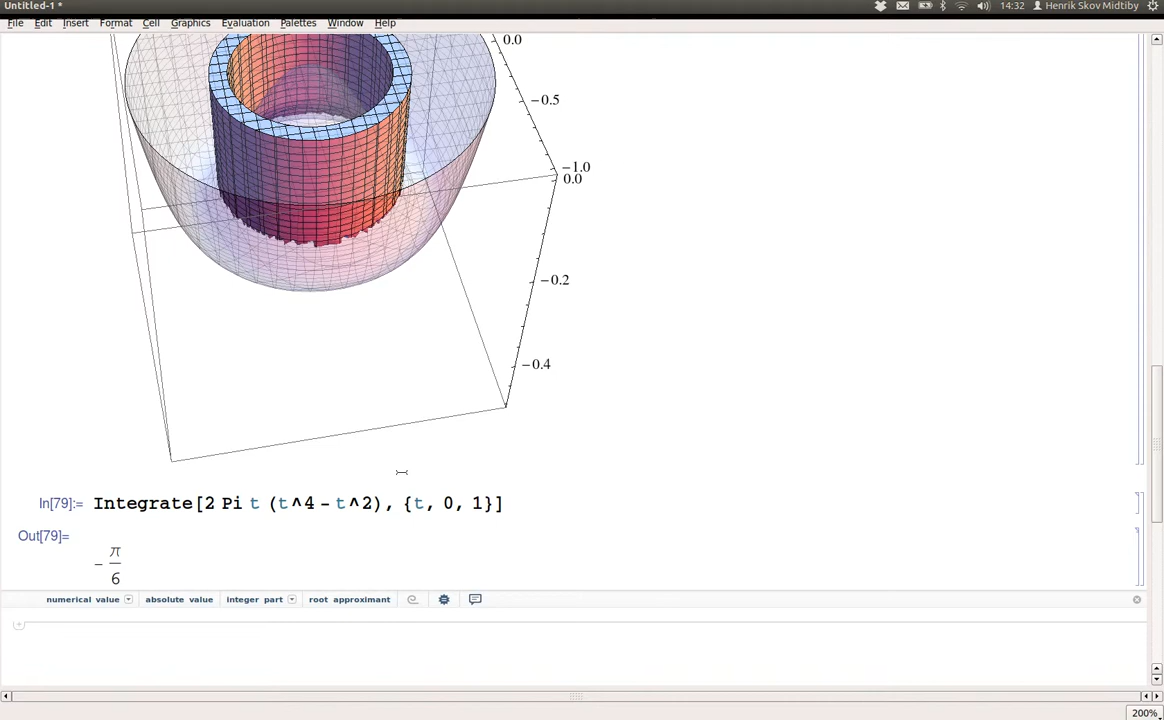 Untitled-1 *
14:32 Henrik Skov Midtiby
File Edit Insert Format Cell Graphics Evaluation Palettes Window Help
0.0
-0.5
-1.0
0.0
-0.2
-0.4
In[79]:= Integrate[2 Pi t (t^4 - t^2), {t, 0, 1}]
Out[79]=
- π
6
numerical value absolute value integer part root approximant
200%